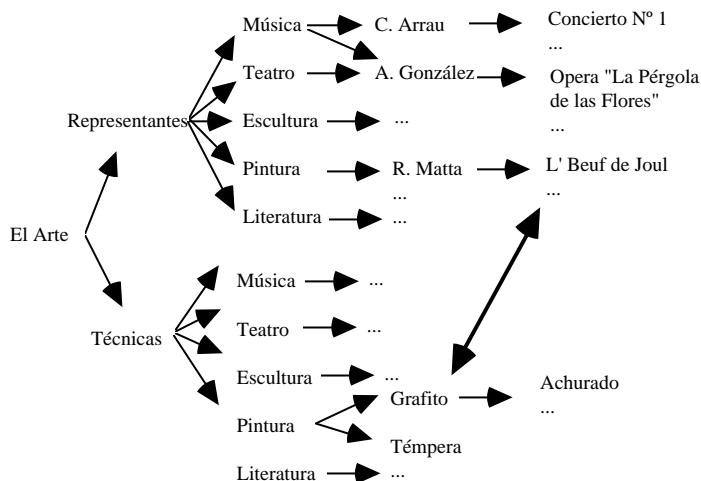 Música C. Arrau Concierto Nº 1
...
Teatro A. González Opera "La Pérgola
de las Flores"
...
Representantes Escultura ...
Pintura R. Matta L' Beuf de Joul
... ...
Literatura ...
El Arte
Música ...
Técnicas Teatro ...
Escultura ...
Grafito Achurado
...
Pintura
Témpera
Literatura ...